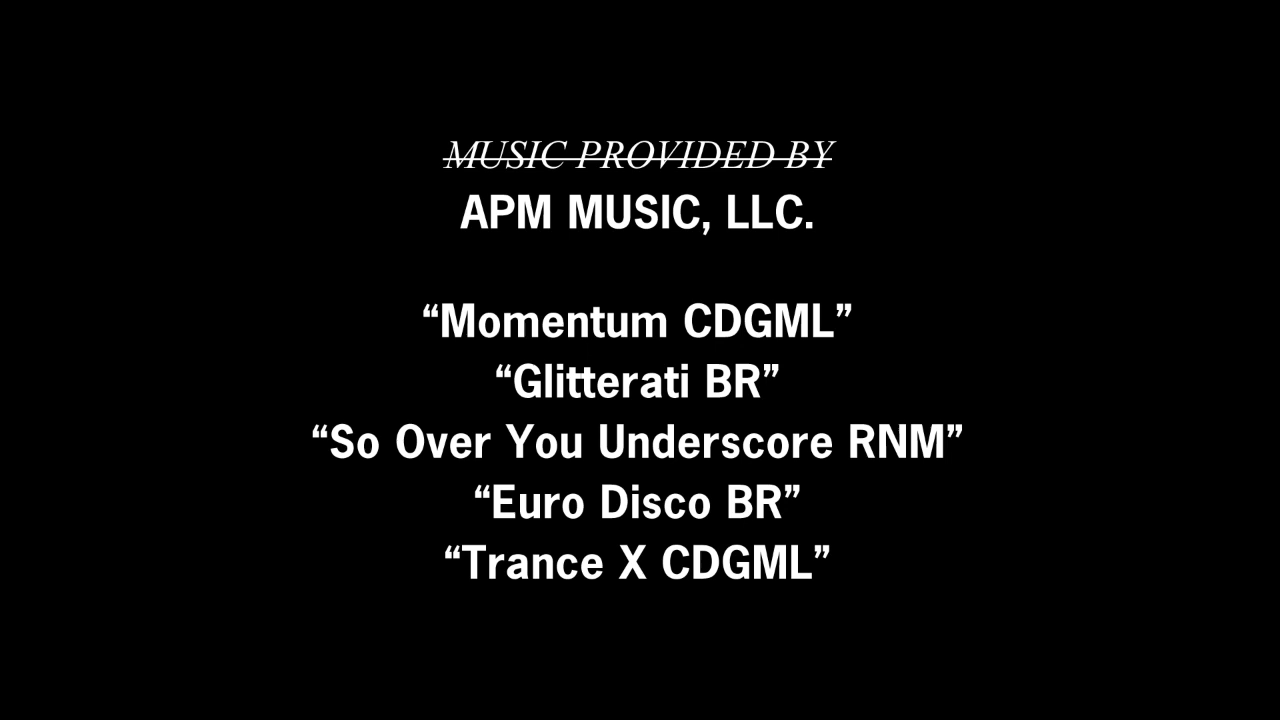 MUSIC PROVIDED BY
APM MUSIC, LLC.
“Momentum CDGML”
“Glitterati BR”
“So Over You Underscore RNM”
“Euro Disco BR”
“Trance X CDGML”